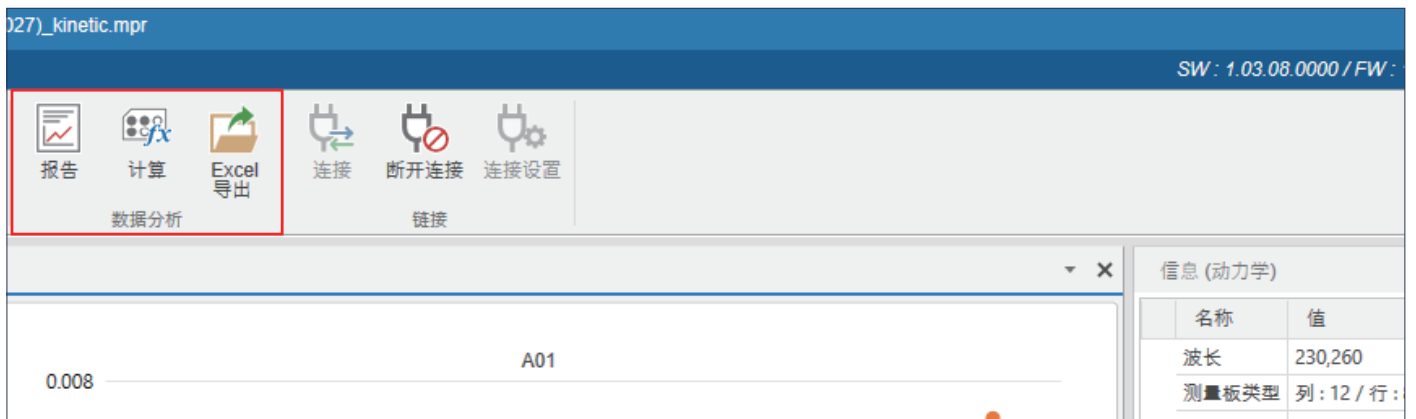 027)_kinetic.mpr
SW : 1.03.08.0000 / FW :
报告
计算
Excel
导出
连接
断开连接
连接设置
数据分析
链接
信息 (动力学)
名称
值
A01
0.008
波长
230,260
测量板类型
列 : 12 / 行 :